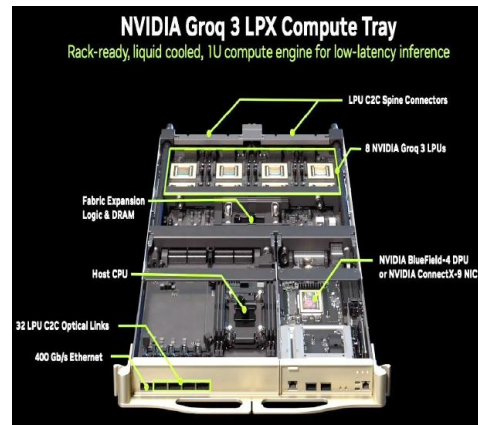 NVIDIA Groq 3 LPX Compute Tray
Rack-ready, liquid cooled, 1U compute engine for low-latency inference
LPU C2C Spine Connectors
8 NVIDIA Groq 3 LPUs
Fabric Expansion
Logic & DRAM
NVIDIA BlueField-4 DPU
or NVIDIA ConnectX-9 NIC
Host CPU
32 LPU C2C Optical Links
400 Gb/s Ethernet